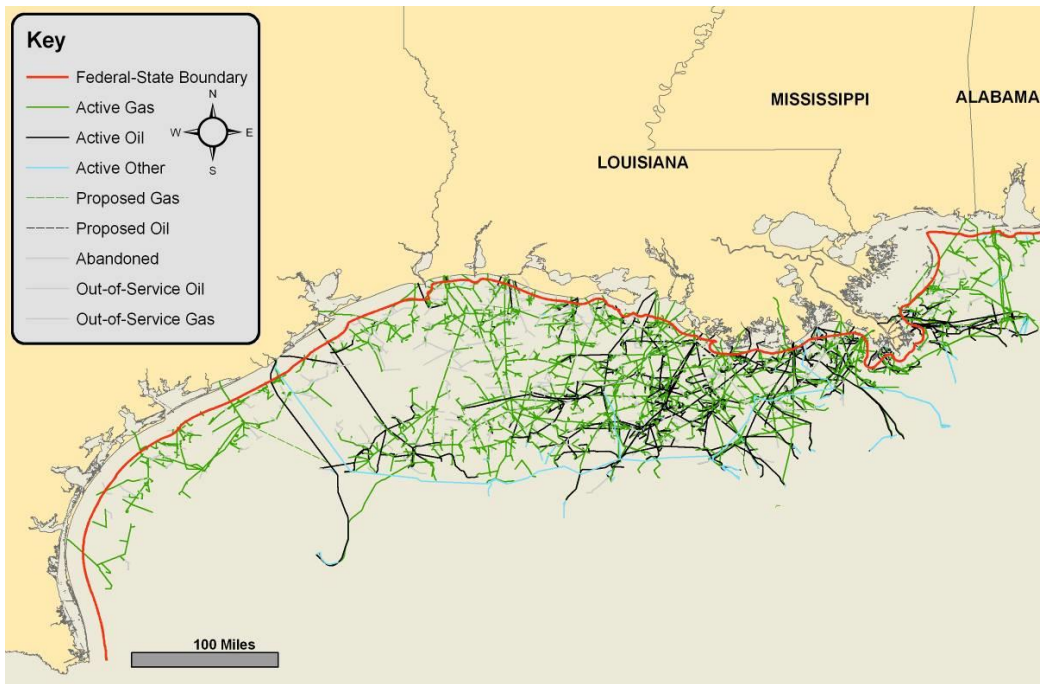 Key
Federal-State Boundary
Active Gas
Active Oil
Active Other
Proposed Gas
Proposed Oil
Abandoned
Out-of-Service Oil
Out-of-Service Gas
N
W
E
S
MISSISSIPPI
ALABAMA
LOUISIANA
100 Miles